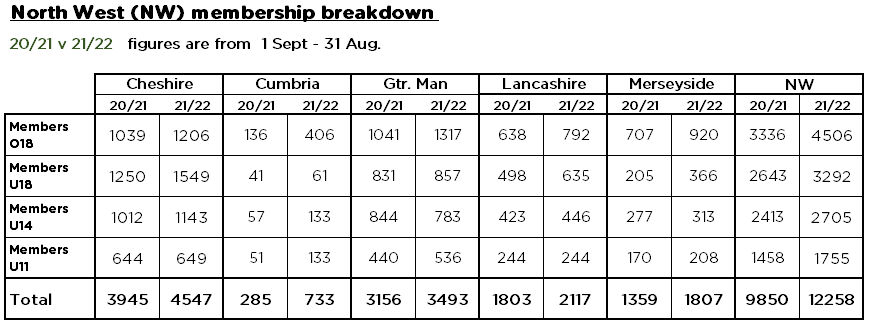 North West (NW) membership breakdown
20/21 v 21/22 figures are from 1 Sept - 31 Aug.
Cheshire Cumbria Gtr. Man Lancashire Merseyside NW
20/21 21/22 20/21 21/22 20/21 21/22 20/21 21/22 20/21 21/22 20/21 21/22
Members O18 1039 1206 136 406 1041 1317 638 792 707 920 3336 4506
Members U18 1250 1549 41 61 831 857 498 635 205 366 2643 3292
Members U14 1012 1143 57 133 844 783 423 446 277 313 2413 2705
Members U11 644 649 51 133 440 536 244 244 170 208 1458 1755
Total 3945 4547 285 733 3156 3493 1803 2117 1359 1807 9850 12258